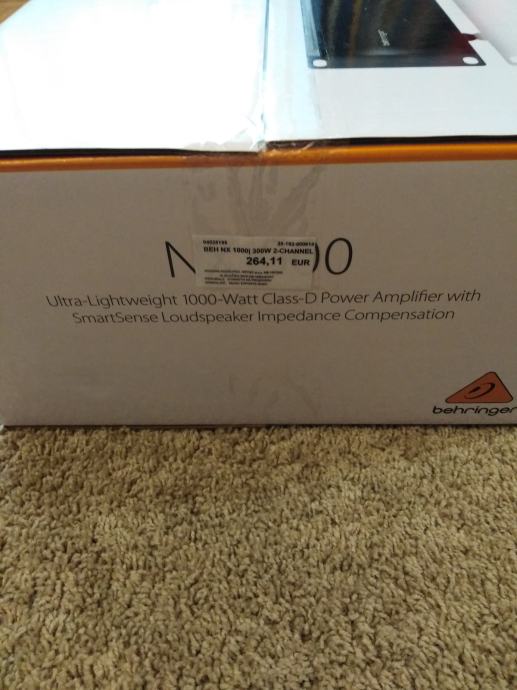 BEH NX 1000| 300W 2-CHANNEL
264,11 EUR
N 00
Ultra-Lightweight 1000-Watt Class-D Power Amplifier with
SmartSense Loudspeaker Impedance Compensation
behringer